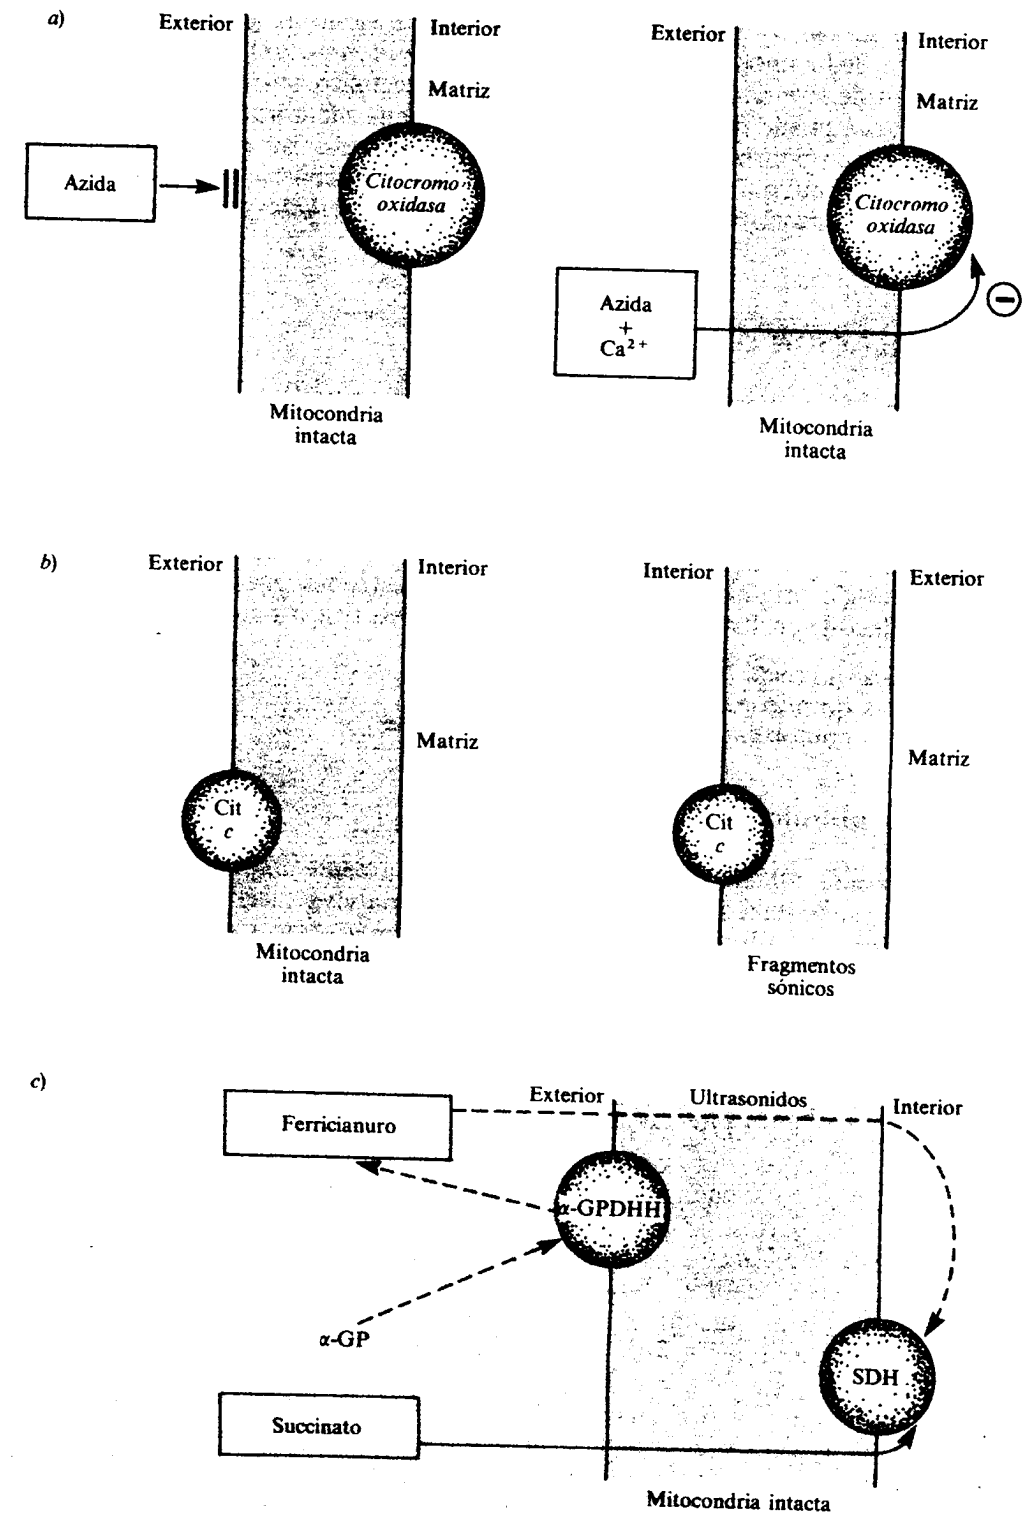 a)
Exterior
Interior
Matriz
Azida
Citocromo
oxidasa
Mitocondria
intacta
Exterior
Interior
Matriz
Citocromo
oxidasa
Azida
+
Ca2+
−
Mitocondria
intacta
b)
Exterior
Interior
Matriz
Cit
c
Mitocondria
intacta
Interior
Exterior
Matriz
Cit
c
Fragmentos
sónicos
c)
Exterior
Ultrasonidos
Interior
Ferricianuro
α-GPDHH
α-GP
SDH
Succinato
Mitocondria intacta